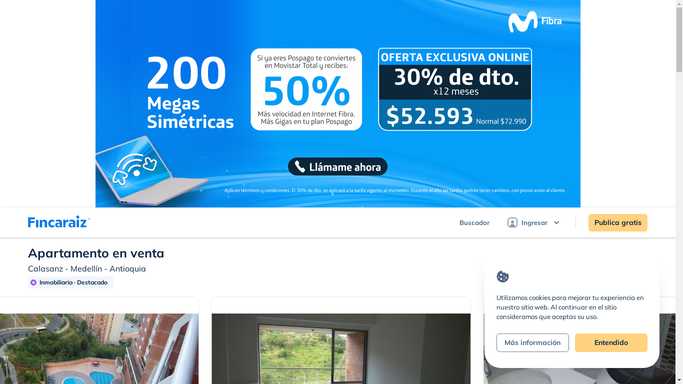 Fibra
200
Megas
Simétricas
Si ya eres Pospago te conviertes
en Movistar Total y recibes.
50%
Más velocidad en Internet Fibra.
Más Gigas en tu plan Pospago
OFERTA EXCLUSIVA ONLINE
30% de dto.
x12 meses
$52.593 Normal $72.990
Llámame ahora
Fincaraíz
Buscador
Ingresar
Publica gratis
Apartamento en venta
Calasanz - Medellín - Antioquia
Inmobiliaria · Destacado
Utilizamos cookies para mejorar tu experiencia en
nuestro sitio web. Al continuar en el sitio
consideramos que aceptas su uso.
Más información
Entendido